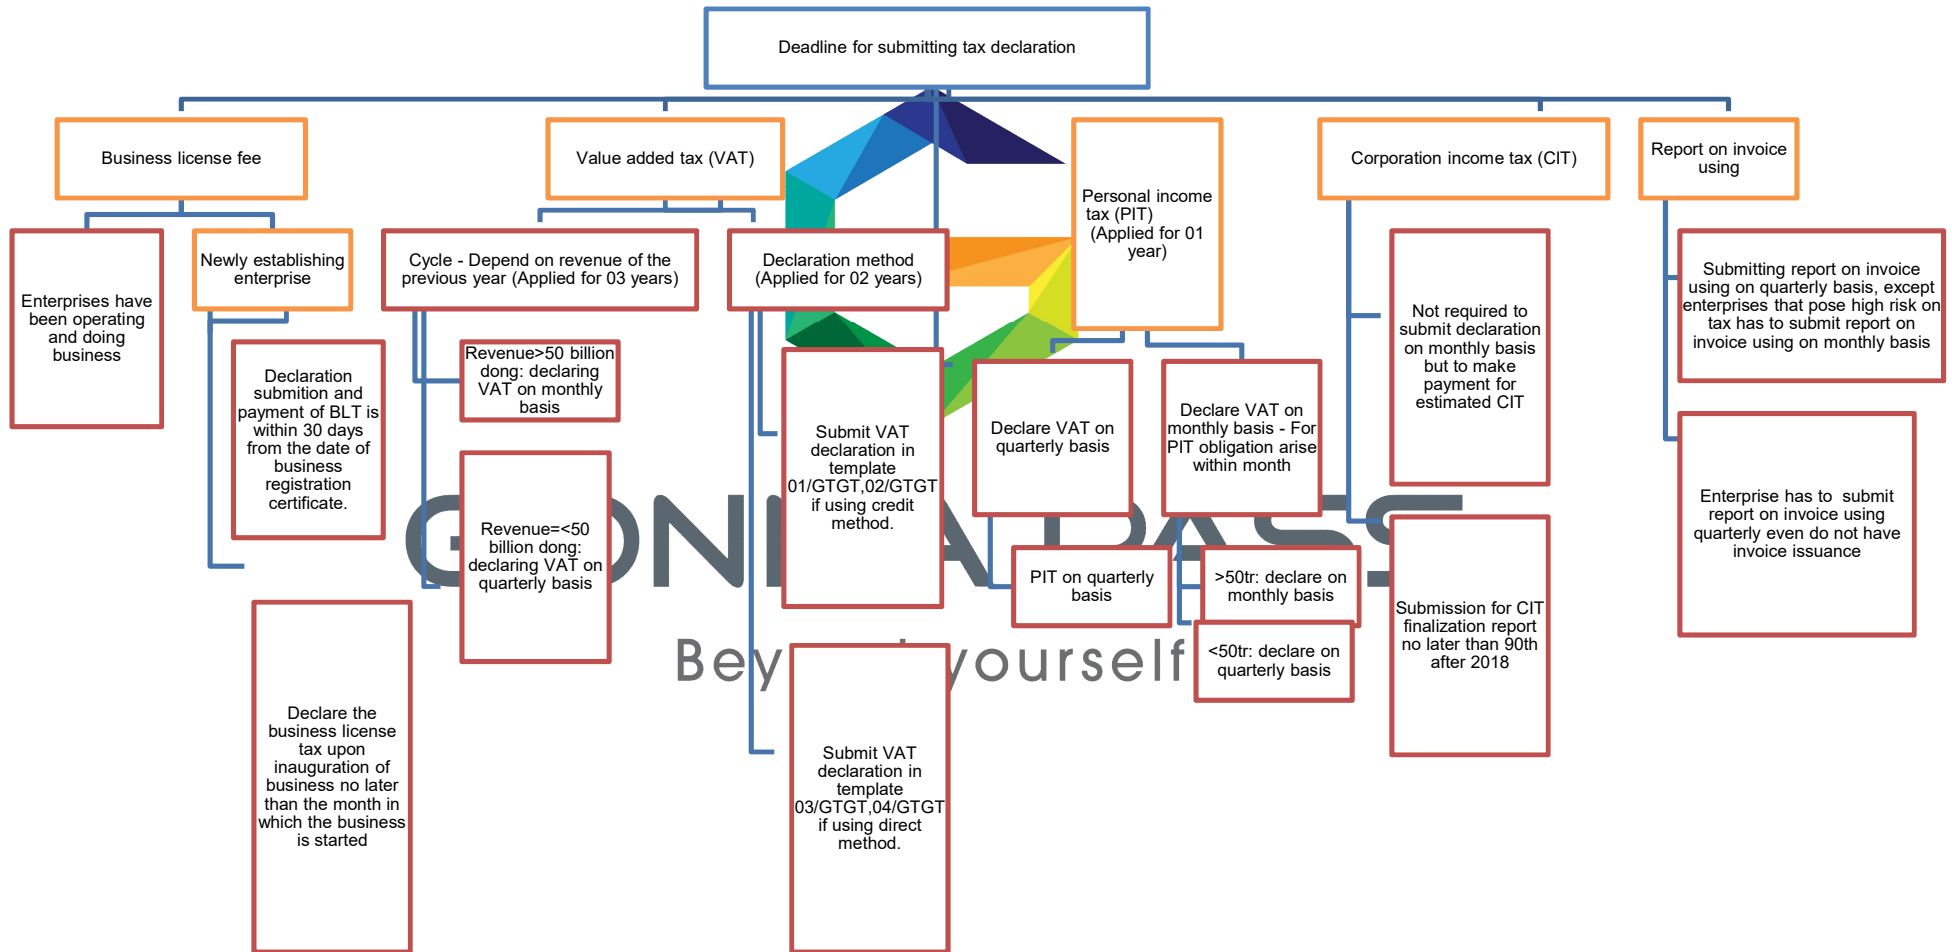 Deadline for submitting tax declaration
Business license fee
Value added tax (VAT)
Personal income
tax (PIT)
(Applied for 01
year)
Corporation income tax (CIT)
Report on invoice
using
Enterprises have
been operating
and doing
business
Newly establishing
enterprise
Declaration
submition and
payment of BLT is
within 30 days
from the date of
business
registration
certificate.
Declare the
business license
tax upon
inauguration of
business no later
than the month in
which the business
is started
Cycle - Depend on revenue of the
previous year (Applied for 03 years)
Revenue>50 billion
dong: declaring
VAT on monthly
basis
Revenue=<50
billion dong:
declaring VAT on
quarterly basis
Declaration method
(Applied for 02 years)
Submit VAT
declaration in
template
01/GTGT,02/GTGT
if using credit
method.
Submit VAT
declaration in
template
03/GTGT,04/GTGT
if using direct
method.
Declare VAT on
quarterly basis
PIT on quarterly
basis
Declare VAT on
monthly basis - For
PIT obligation arise
within month
>50tr: declare on
monthly basis
<50tr: declare on
quarterly basis
Not required to
submit declaration
on monthly basis
but to make
payment for
estimated CIT
Submission for CIT
finalization report
no later than 90th
after 2018
Submitting report on invoice
using on quarterly basis, except
enterprises that pose high risk on
tax has to submit report on
invoice using on monthly basis
Enterprise has to submit
report on invoice using
quarterly even do not have
invoice issuance
yourself